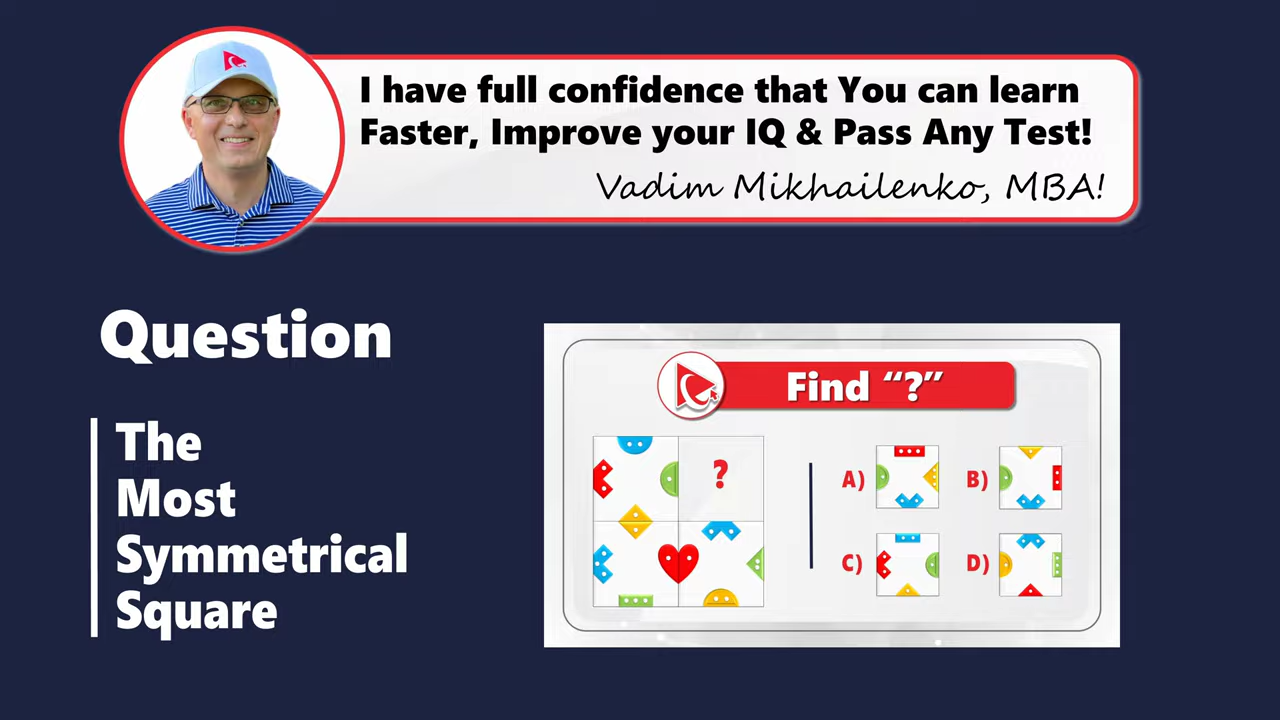 I have full confidence that You can learn
Faster, Improve your IQ & Pass Any Test!
Vadim Mikhailenko, MBA!
Question
The
Most
Symmetrical
Square
Find “?”
?
A)
B)
C)
D)